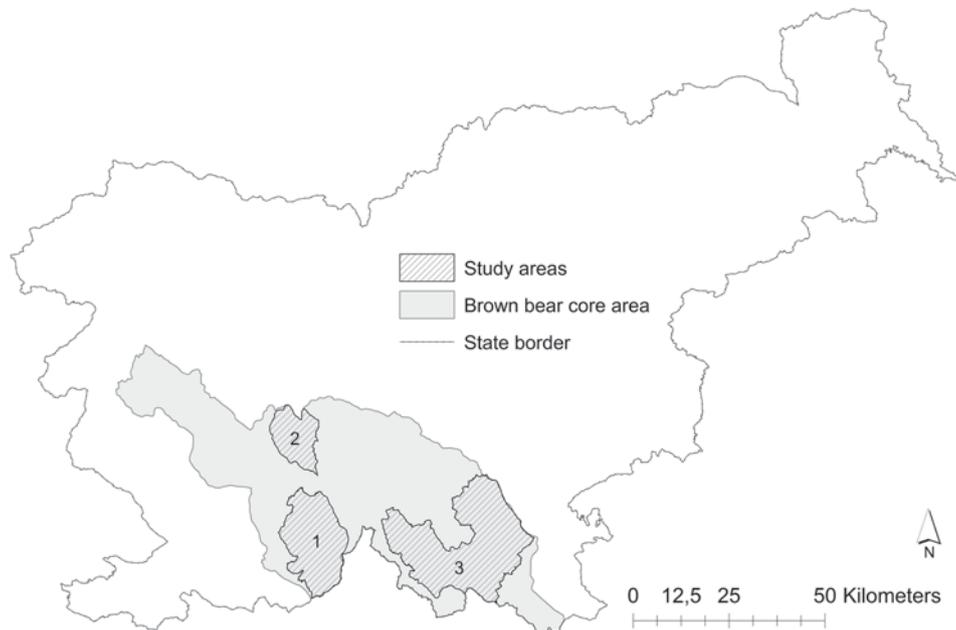 Study areas
Brown bear core area
State border
2
1
3
N
0 12,5 25 50 Kilometers